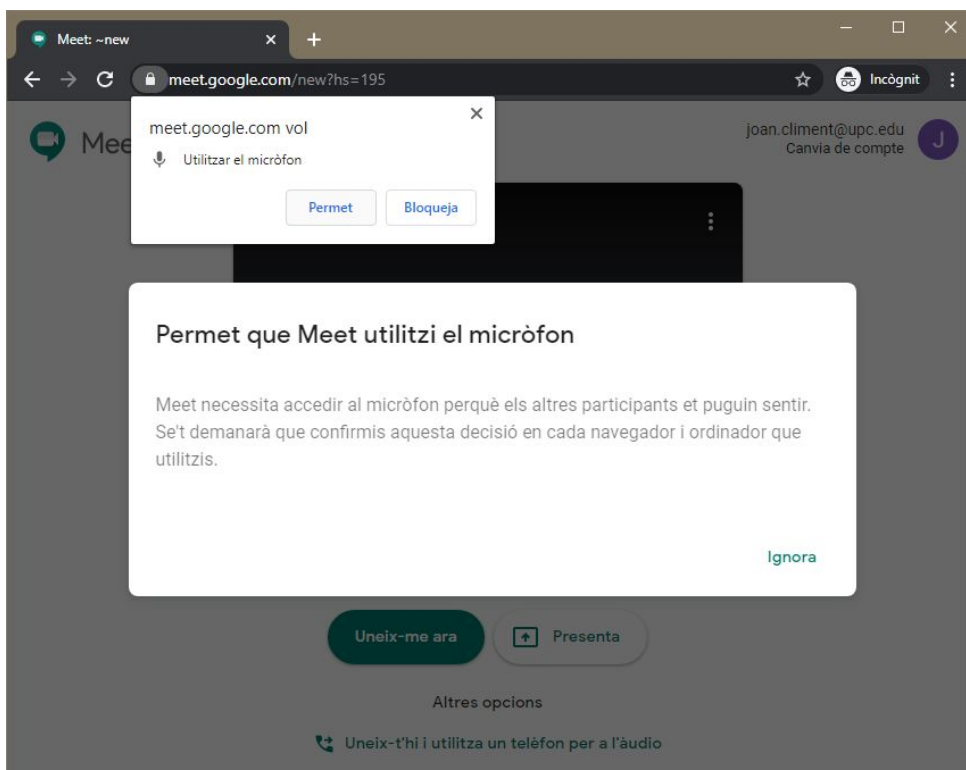 Meet: ~new
meet.google.com/new?hs=195
Incògnit
Mee
joan.climent@upc.edu
Canvia de compte
J
meet.google.com vol
Utilitzar el micròfon
Permet
Bloqueja
Permet que Meet utilitzi el micròfon
Meet necessita accedir al micròfon perquè els altres participants et puguin sentir.
Se't demanarà que confirmis aquesta decisió en cada navegador i ordinador que
utilitzis.
Ignora
Uneix-me ara
Presenta
Altres opcions
Uneix-t'hi i utilitza un telèfon per a l'àudio